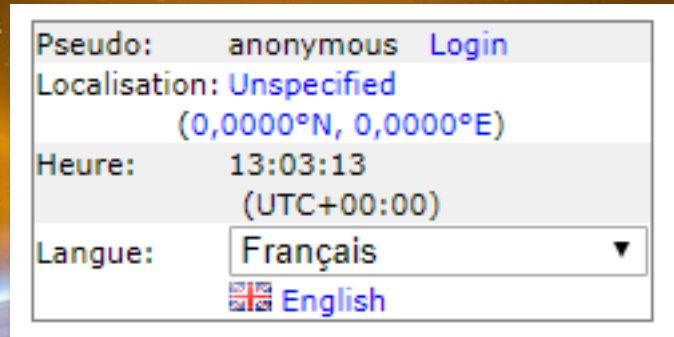 Pseudo: anonymous Login
Localisation: Unspecified
(0,0000°N, 0,0000°E)
Heure: 13:03:13
(UTC+00:00)
Langue: Français
English